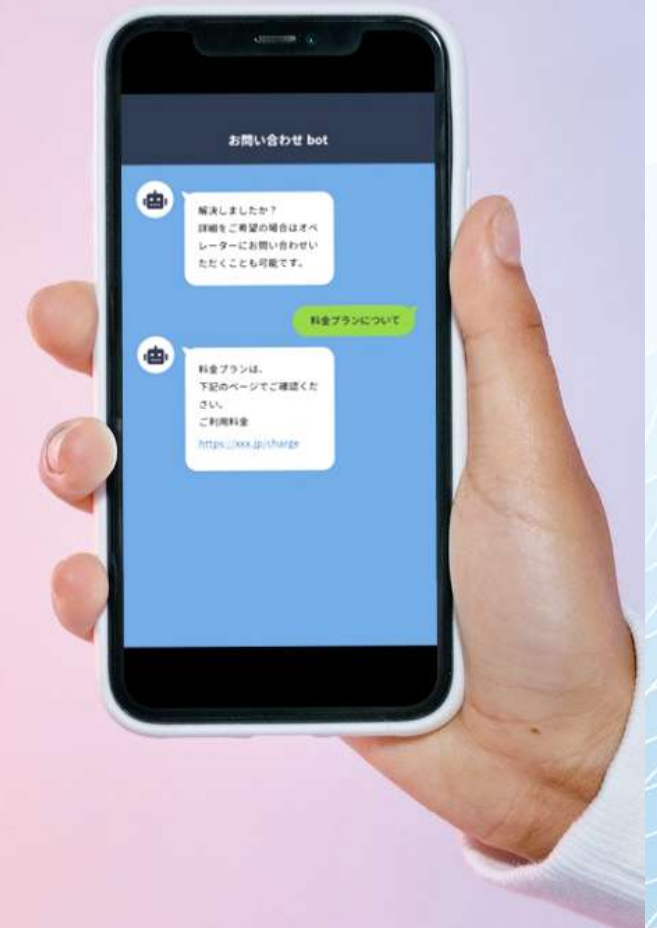 お問い合わせ bot
解決しましたか？
詳細をご希望の場合はオペ
レーターにお問い合わせい
ただくことも可能です。
料金プランについて
料金プランは、
下記のページでご確認くだ
さい。
ご利用料金
https://xxx.jp/charge